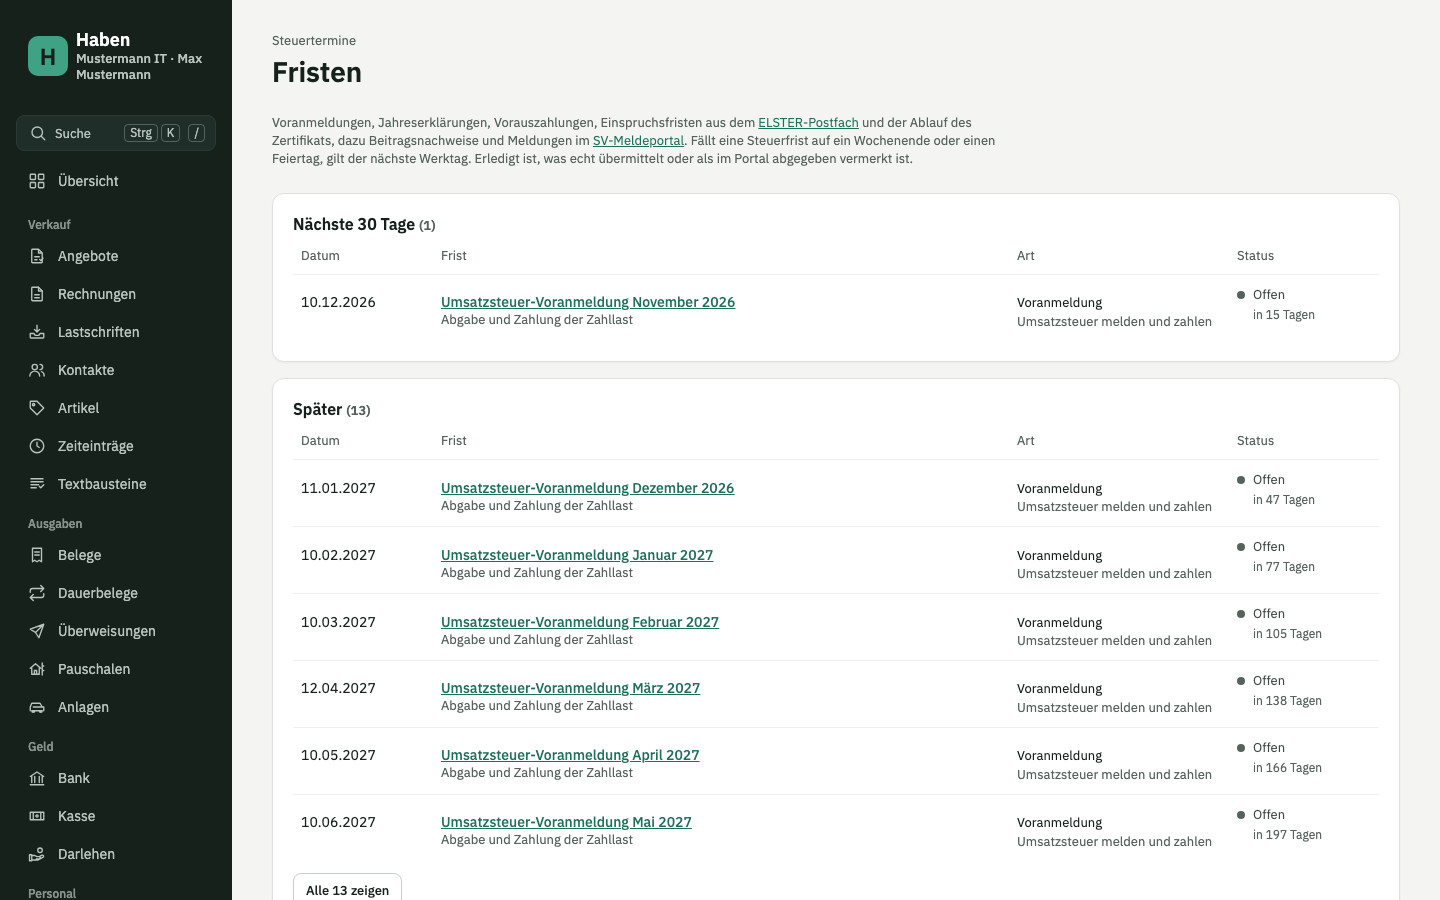 H
Haben
Mustermann IT · Max
Mustermann
Suche Strg K /
Übersicht
Verkauf
Angebote
Rechnungen
Lastschriften
Kontakte
Artikel
Zeiteinträge
Textbausteine
Ausgaben
Belege
Dauerbelege
Überweisungen
Pauschalen
Anlagen
Geld
Bank
Kasse
Darlehen
Personal
Steuertermine
Fristen
Voranmeldungen, Jahreserklärungen, Vorauszahlungen, Einspruchsfristen aus dem ELSTER-Postfach und der Ablauf des
Zertifikats, dazu Beitragsnachweise und Meldungen im SV-Meldeportal. Fällt eine Steuerfrist auf ein Wochenende oder einen
Feiertag, gilt der nächste Werktag. Erledigt ist, was echt übermittelt oder als im Portal abgegeben vermerkt ist.
Nächste 30 Tage (1)
Datum Frist Art Status
10.12.2026 Umsatzsteuer-Voranmeldung November 2026 Voranmeldung Offen
Abgabe und Zahlung der Zahllast Umsatzsteuer melden und zahlen in 15 Tagen
Später (13)
Datum Frist Art Status
11.01.2027 Umsatzsteuer-Voranmeldung Dezember 2026 Voranmeldung Offen
Abgabe und Zahlung der Zahllast Umsatzsteuer melden und zahlen in 47 Tagen
10.02.2027 Umsatzsteuer-Voranmeldung Januar 2027 Voranmeldung Offen
Abgabe und Zahlung der Zahllast Umsatzsteuer melden und zahlen in 77 Tagen
10.03.2027 Umsatzsteuer-Voranmeldung Februar 2027 Voranmeldung Offen
Abgabe und Zahlung der Zahllast Umsatzsteuer melden und zahlen in 105 Tagen
12.04.2027 Umsatzsteuer-Voranmeldung März 2027 Voranmeldung Offen
Abgabe und Zahlung der Zahllast Umsatzsteuer melden und zahlen in 138 Tagen
10.05.2027 Umsatzsteuer-Voranmeldung April 2027 Voranmeldung Offen
Abgabe und Zahlung der Zahllast Umsatzsteuer melden und zahlen in 166 Tagen
10.06.2027 Umsatzsteuer-Voranmeldung Mai 2027 Voranmeldung Offen
Abgabe und Zahlung der Zahllast Umsatzsteuer melden und zahlen in 197 Tagen
Alle 13 zeigen